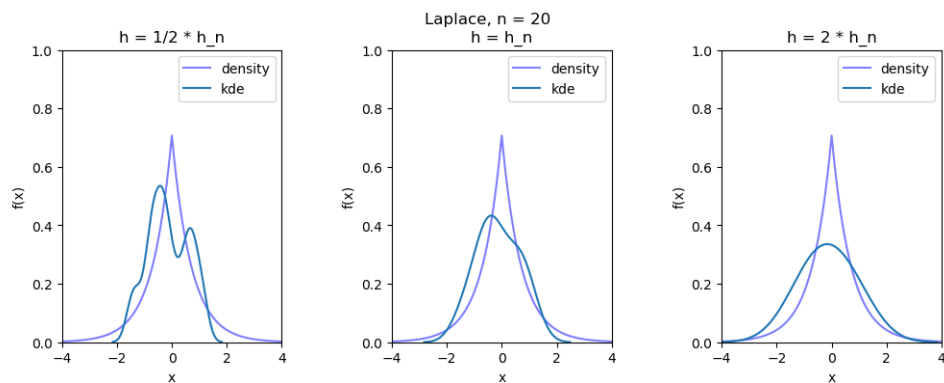 Laplace, n = 20
h = 1/2 * h_n
h = h_n
h = 2 * h_n
f(x)
1.0
0.8
0.6
0.4
0.2
0.0
density
kde
−4
−2
0
2
4
x
f(x)
1.0
0.8
0.6
0.4
0.2
0.0
density
kde
−4
−2
0
2
4
x
f(x)
1.0
0.8
0.6
0.4
0.2
0.0
density
kde
−4
−2
0
2
4
x